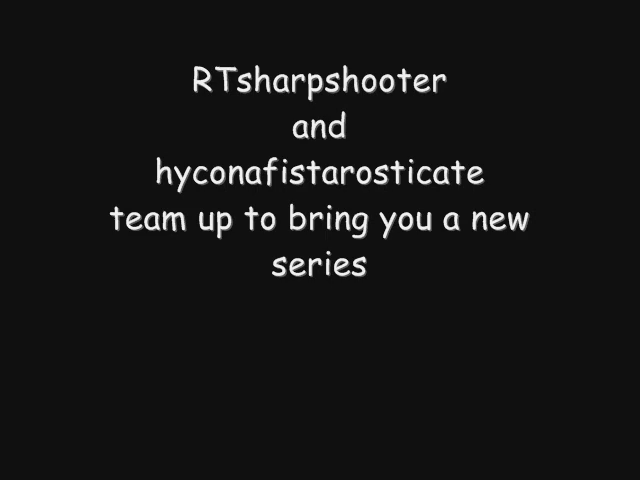 RTsharpshooter
and
hyconafistarosticate
team up to bring you a new
series